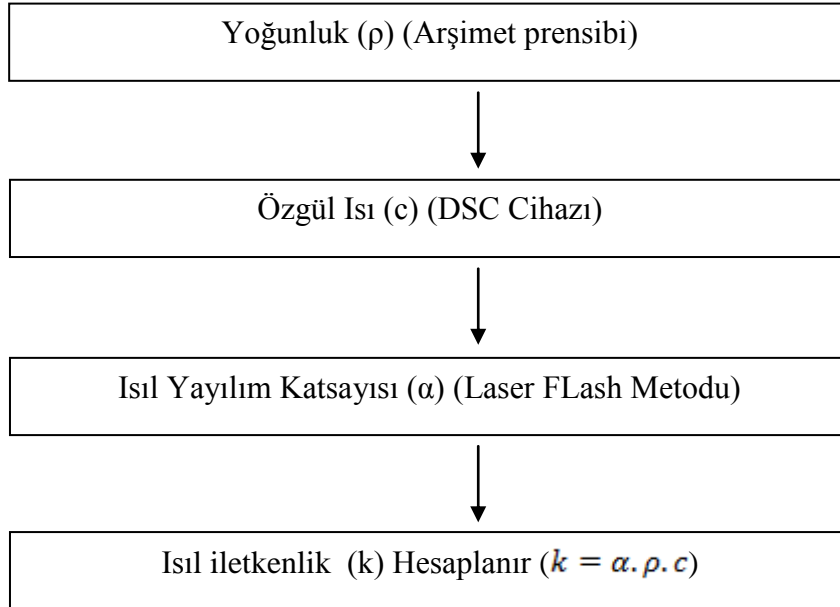 Yoğunluk (ρ) (Arşimet prensibi)
Özgül Isı (c) (DSC Cihazı)
Isıl Yayılım Katsayısı (α) (Laser FLash Metodu)
Isıl iletkenlik (k) Hesaplanır (k = α. ρ. c)